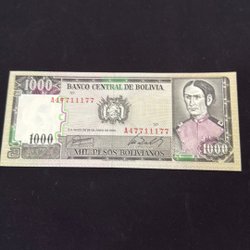 1000
BANCO CENTRAL DE BOLIVIA
A47711177
A47711177
1000
MIL PESOS BOLIVIANOS
1000